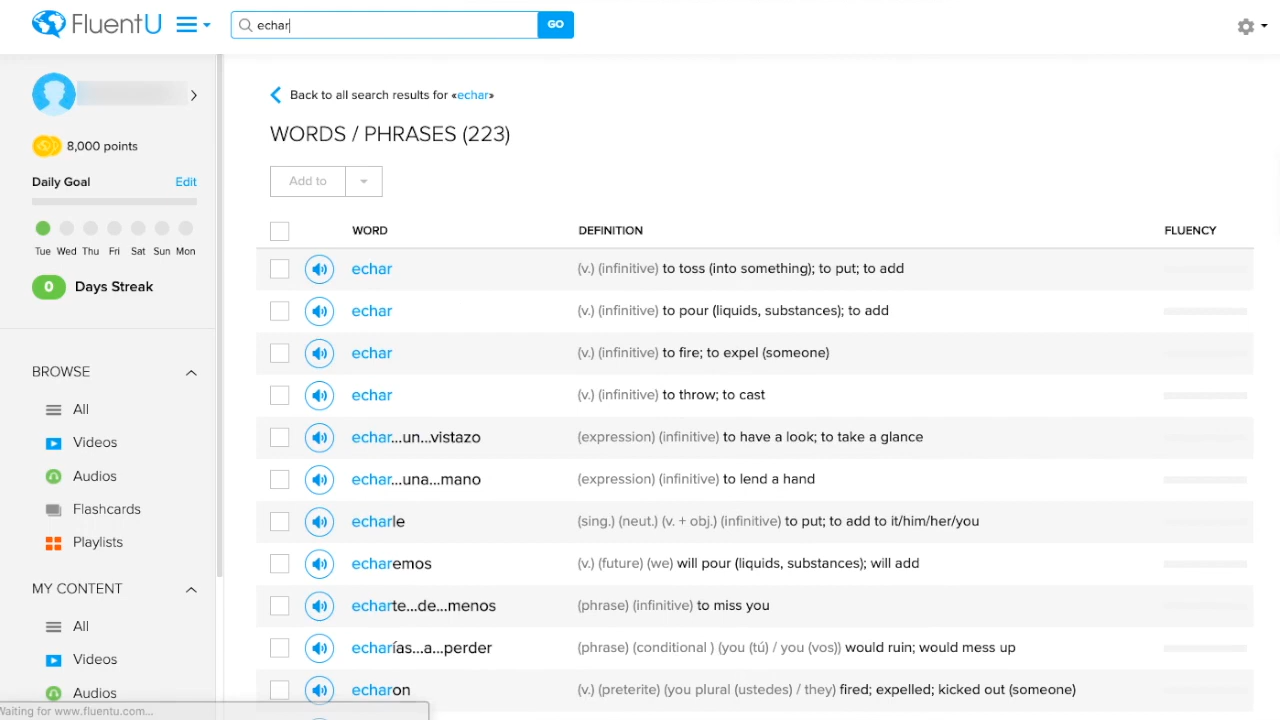 FluentU
echar
GO
Back to all search results for «echar»
WORDS / PHRASES (223)
8,000 points
Add to
Daily Goal Edit
Tue Wed Thu Fri Sat Sun Mon
0 Days Streak
WORD DEFINITION FLUENCY
echar (v.) (infinitive) to toss (into something); to put; to add
echar (v.) (infinitive) to pour (liquids, substances); to add
echar (v.) (infinitive) to fire; to expel (someone)
echar (v.) (infinitive) to throw; to cast
echar...un...vistazo (expression) (infinitive) to have a look; to take a glance
echar...una...mano (expression) (infinitive) to lend a hand
echarle (sing.) (neut.) (v. + obj.) (infinitive) to put; to add to it/him/her/you
echaremos (v.) (future) (we) will pour (liquids, substances); will add
echarte...de...menos (phrase) (infinitive) to miss you
echarías...a...perder (phrase) (conditional ) (you (tú) / you (vos)) would ruin; would mess up
echaron (v.) (preterite) (you plural (ustedes) / they) fired; expelled; kicked out (someone)
BROWSE
All
Videos
Audios
Flashcards
Playlists
MY CONTENT
All
Videos
Audios
Waiting for www.fluentu.com...